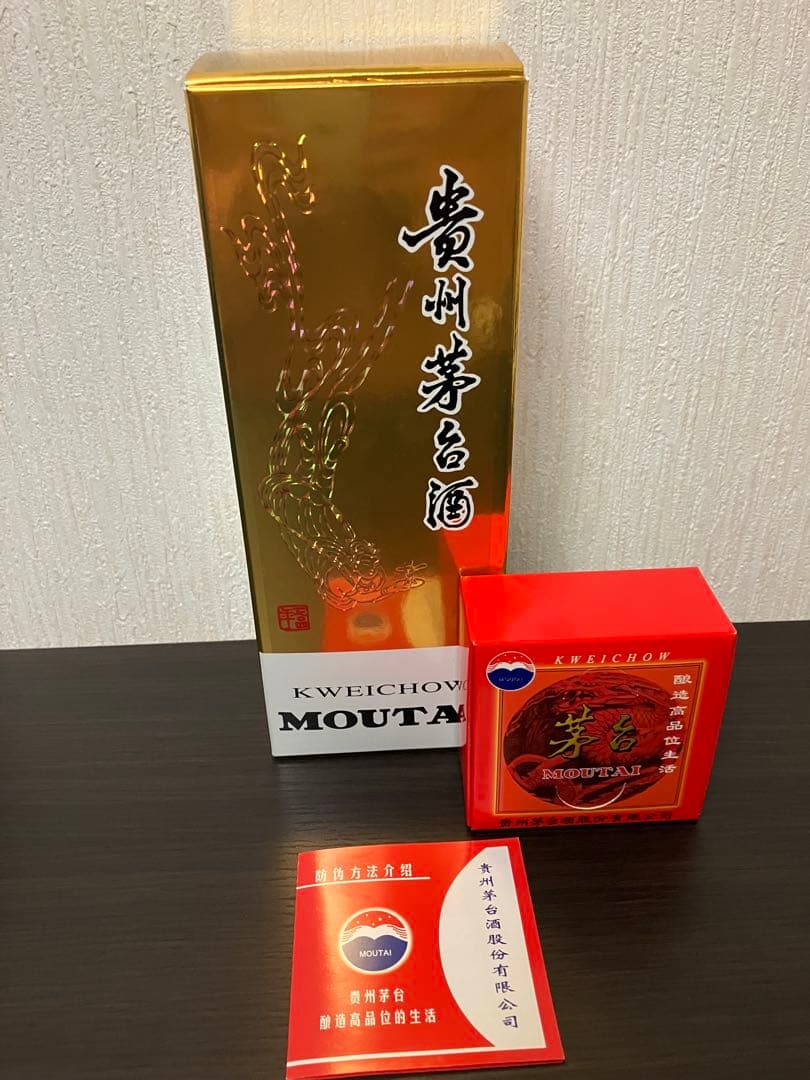 貴州茅台酒
KWEICHOW
MOUTA
KWEICHOW
MOUTAI
酿造高品位生活
茅台
MOUTAI
贵州茅台酒股份有限公司
防伪方法介绍
MOUTAI
贵州茅台
酿造高品位的生活
贵州茅台酒股份有限公司